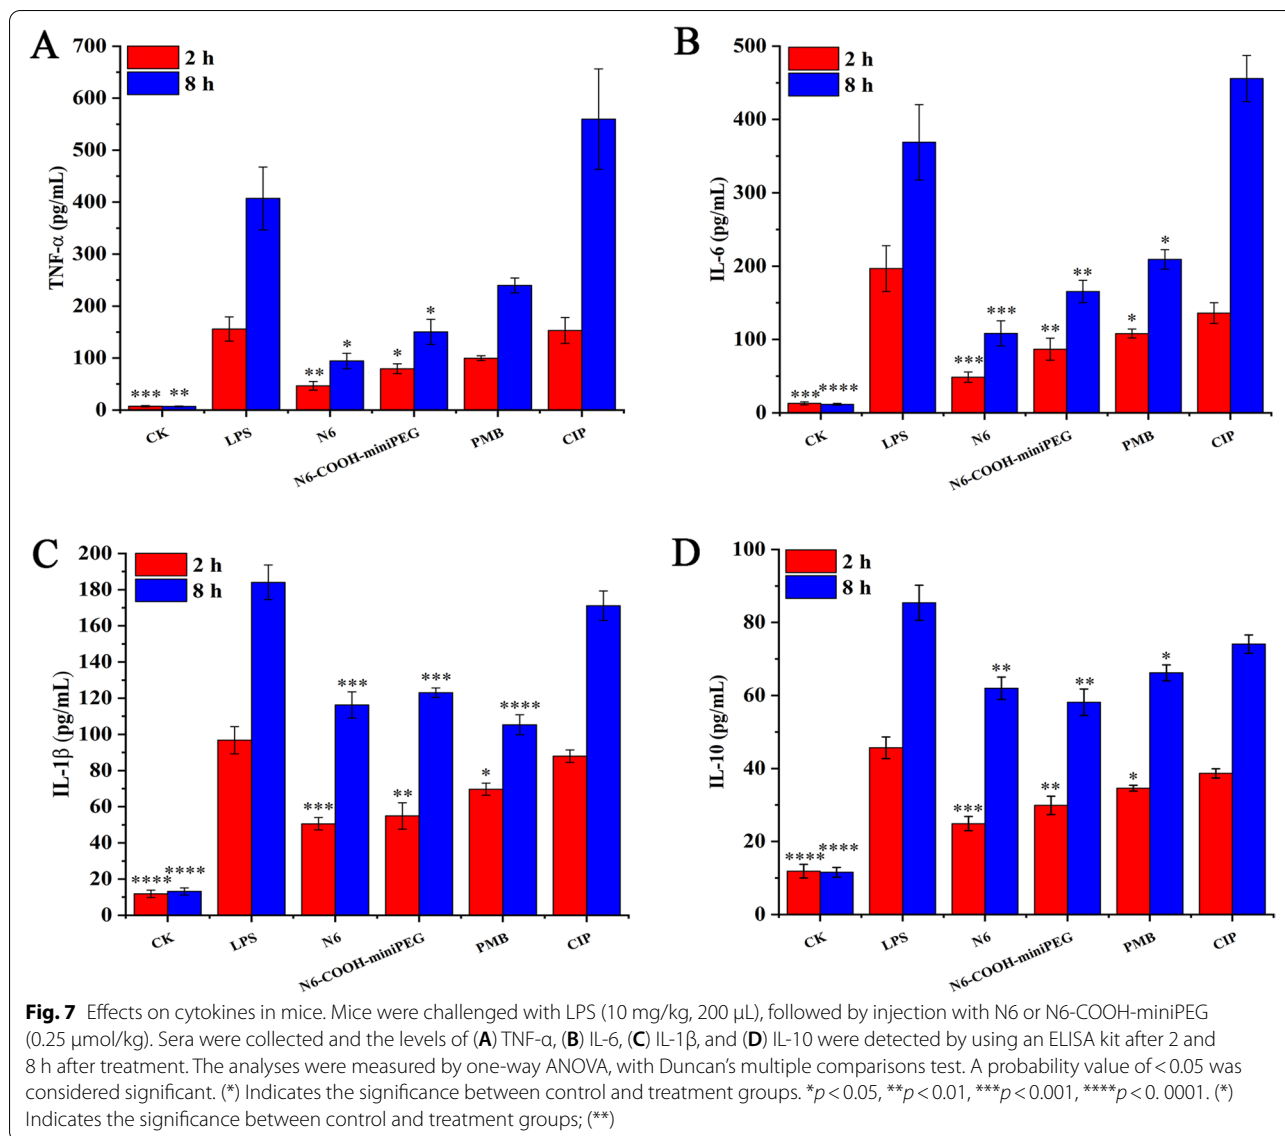 A
700
600
500
400
300
200
100
0
TNF-α (pg/mL)
2 h
8 h
*** **
** *
* *
CK
LPS
N6
N6-COOH-miniPEG
PMB
CIP
B
500
400
300
200
100
0
IL-6 (pg/mL)
2 h
8 h
*** ****
*** ***
** **
* *
CK
LPS
N6
N6-COOH-miniPEG
PMB
CIP
C
200
180
160
140
120
100
80
60
40
20
0
IL-1β (pg/mL)
2 h
8 h
**** ****
*** ***
** ***
* ****
CK
LPS
N6
N6-COOH-miniPEG
PMB
CIP
D
100
80
60
40
20
0
IL-10 (pg/mL)
2 h
8 h
**** ****
*** **
** **
* *
CK
LPS
N6
N6-COOH-miniPEG
PMB
CIP
Fig. 7 Effects on cytokines in mice. Mice were challenged with LPS (10 mg/kg, 200 μL), followed by injection with N6 or N6-COOH-miniPEG
(0.25 μmol/kg). Sera were collected and the levels of (A) TNF-α, (B) IL-6, (C) IL-1β, and (D) IL-10 were detected by using an ELISA kit after 2 and
8 h after treatment. The analyses were measured by one-way ANOVA, with Duncan's multiple comparisons test. A probability value of < 0.05 was
considered significant. (*) Indicates the significance between control and treatment groups. *p < 0.05, **p < 0.01, ***p < 0.001, ****p < 0. 0001. (*)
Indicates the significance between control and treatment groups; (**)